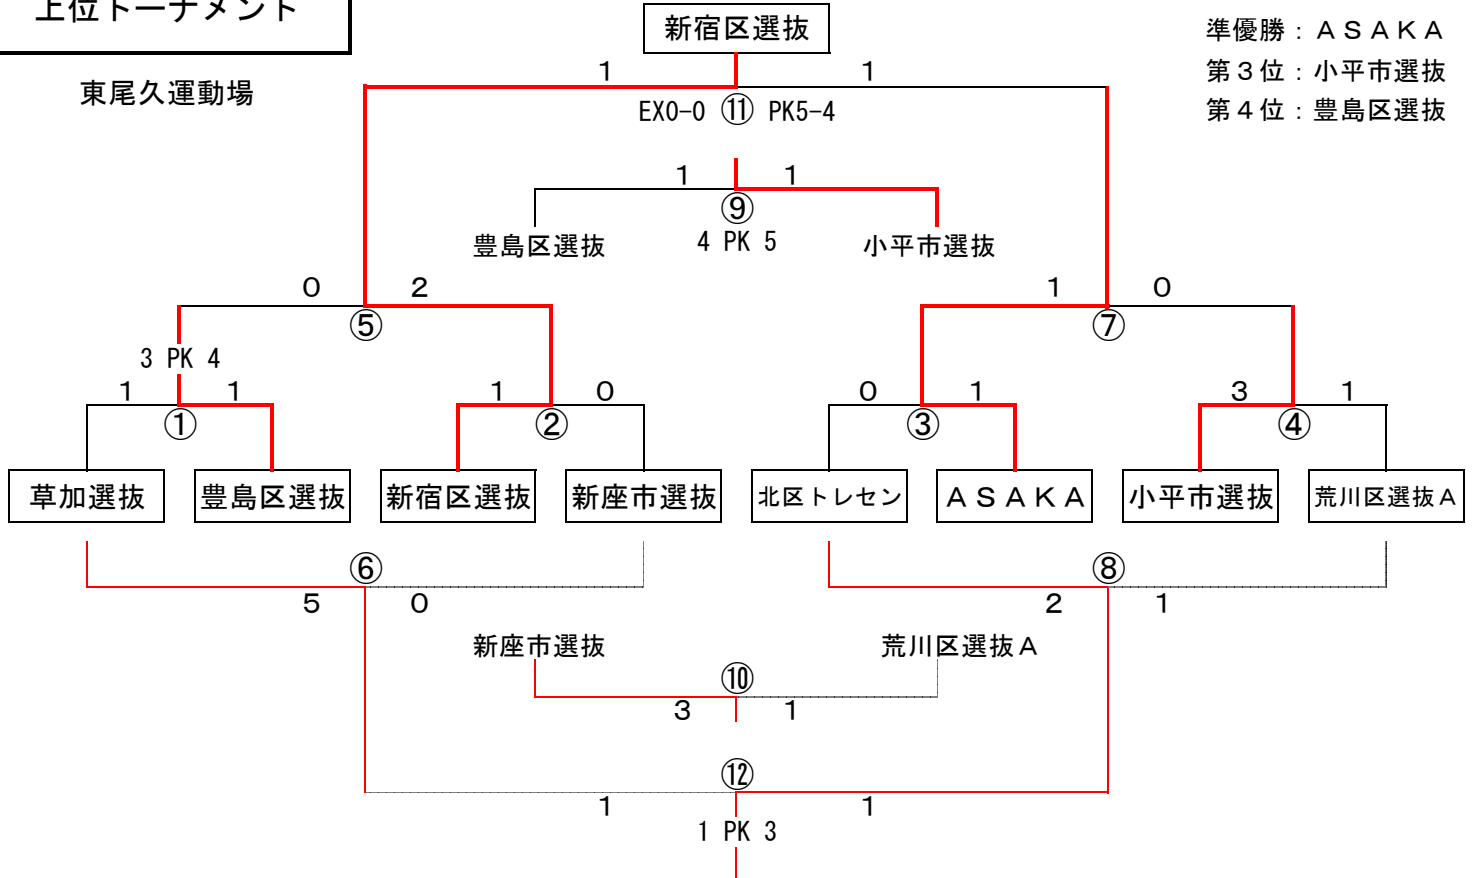 上位トーナメント
新宿区選抜
準優勝：ＡＳＡＫＡ
第３位：小平市選抜
第４位：豊島区選抜
東尾久運動場
1 1
EX0-0 ⑪ PK5-4
1 1
⑨
豊島区選抜 4 PK 5 小平市選抜
0 2 1 0
⑤ ⑦
3 PK 4
1 1 1 0 0 1 3 1
① ② ③ ④
草加選抜 豊島区選抜 新宿区選抜 新座市選抜 北区トレセン ＡＳＡＫＡ 小平市選抜 荒川区選抜Ａ
⑥ ⑧
5 0 2 1
新座市選抜 荒川区選抜Ａ
⑩
3 1
⑫
1 1
1 PK 3